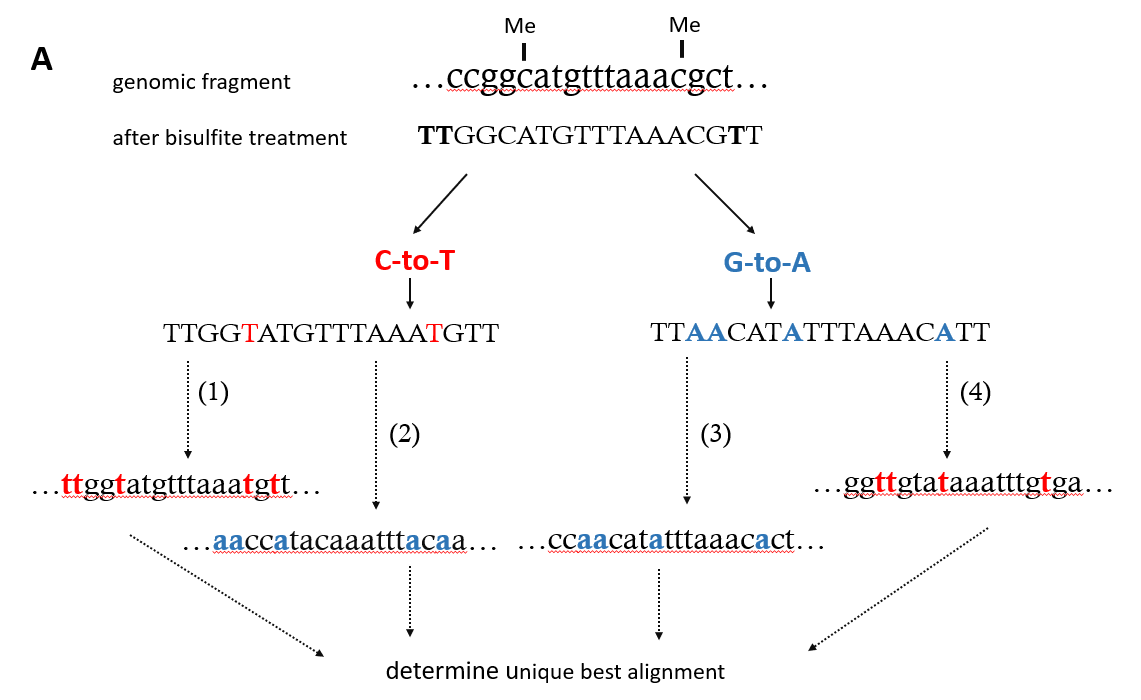 Me Me
A
genomic fragment …ccggcatgtttaaacgct…
after bisulfite treatment TTGGCATGTTTAAACGTT
C-to-T G-to-A
TTGGTATGTTTAAATGTT TTAACATATTTAAACATT
(1) (4)
(2) (3)
…ttggtatgtttaaatgtt… …ggttgtataaatttgtga…
…aaccatacaaatttacaa… …ccaacatatttaaacact…
determine unique best alignment